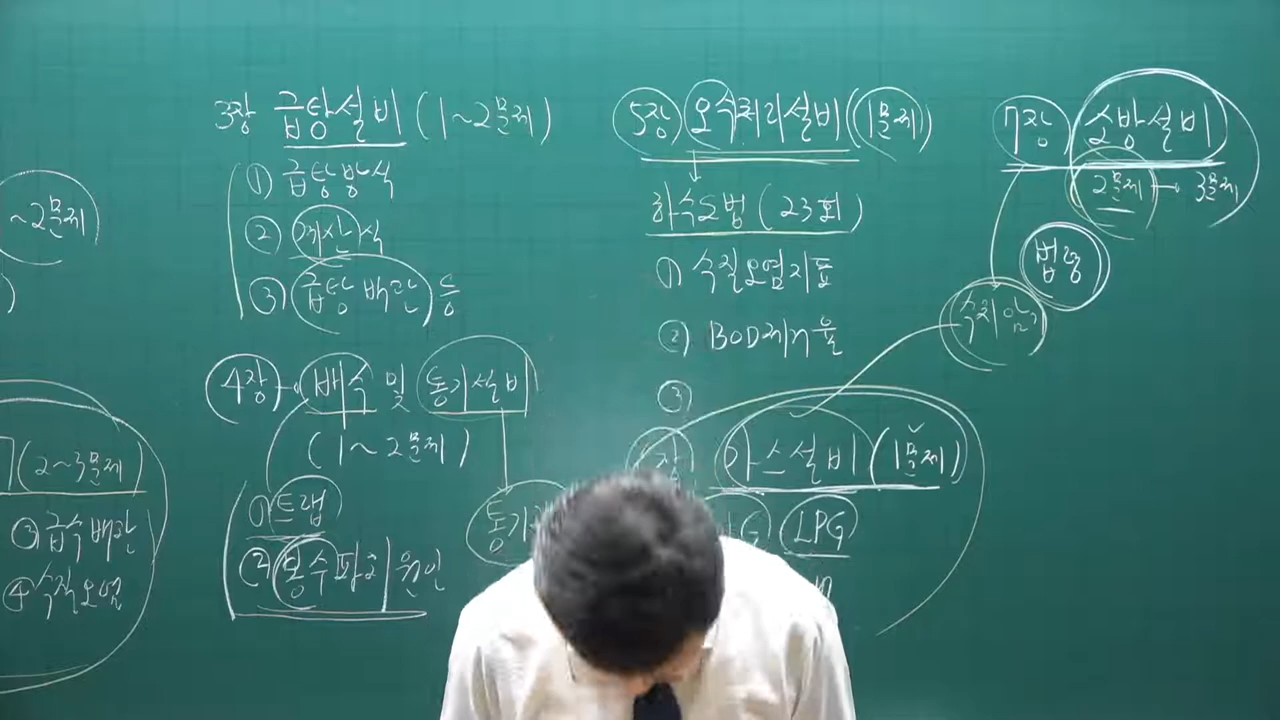 ~2문제)
(2~3문제)
③ 급수배관
④ 수질오염
3장 급탕설비 (1~2문제)
① 급탕방식
② 계산식
③ 급탕배관 등
4장 → 배수 및 통기설비
(1~2문제)
① 트랩
② 봉수파괴 원인
통기
5장 오수처리설비 (1문제)
하수도법 (23회)
① 수질오염지표
② BOD제거율
③
장 가스설비 (1문제)
LPG
7장 소방설비
2문제 → 3문제
법령